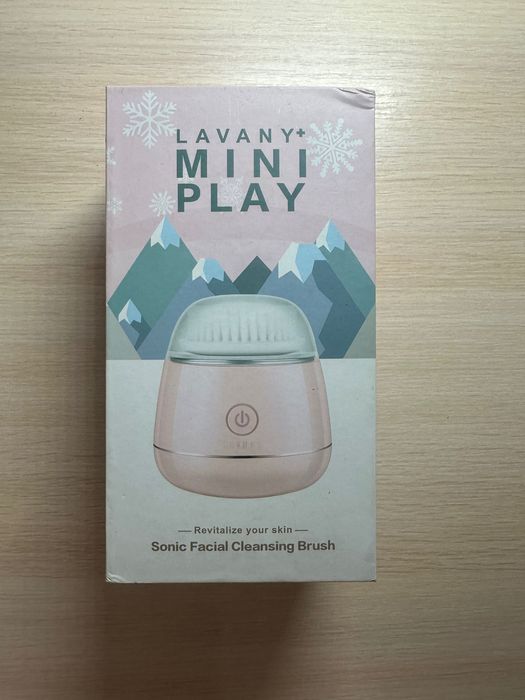 LAVANY+
MINI
PLAY
Revitalize your skin
Sonic Facial Cleansing Brush